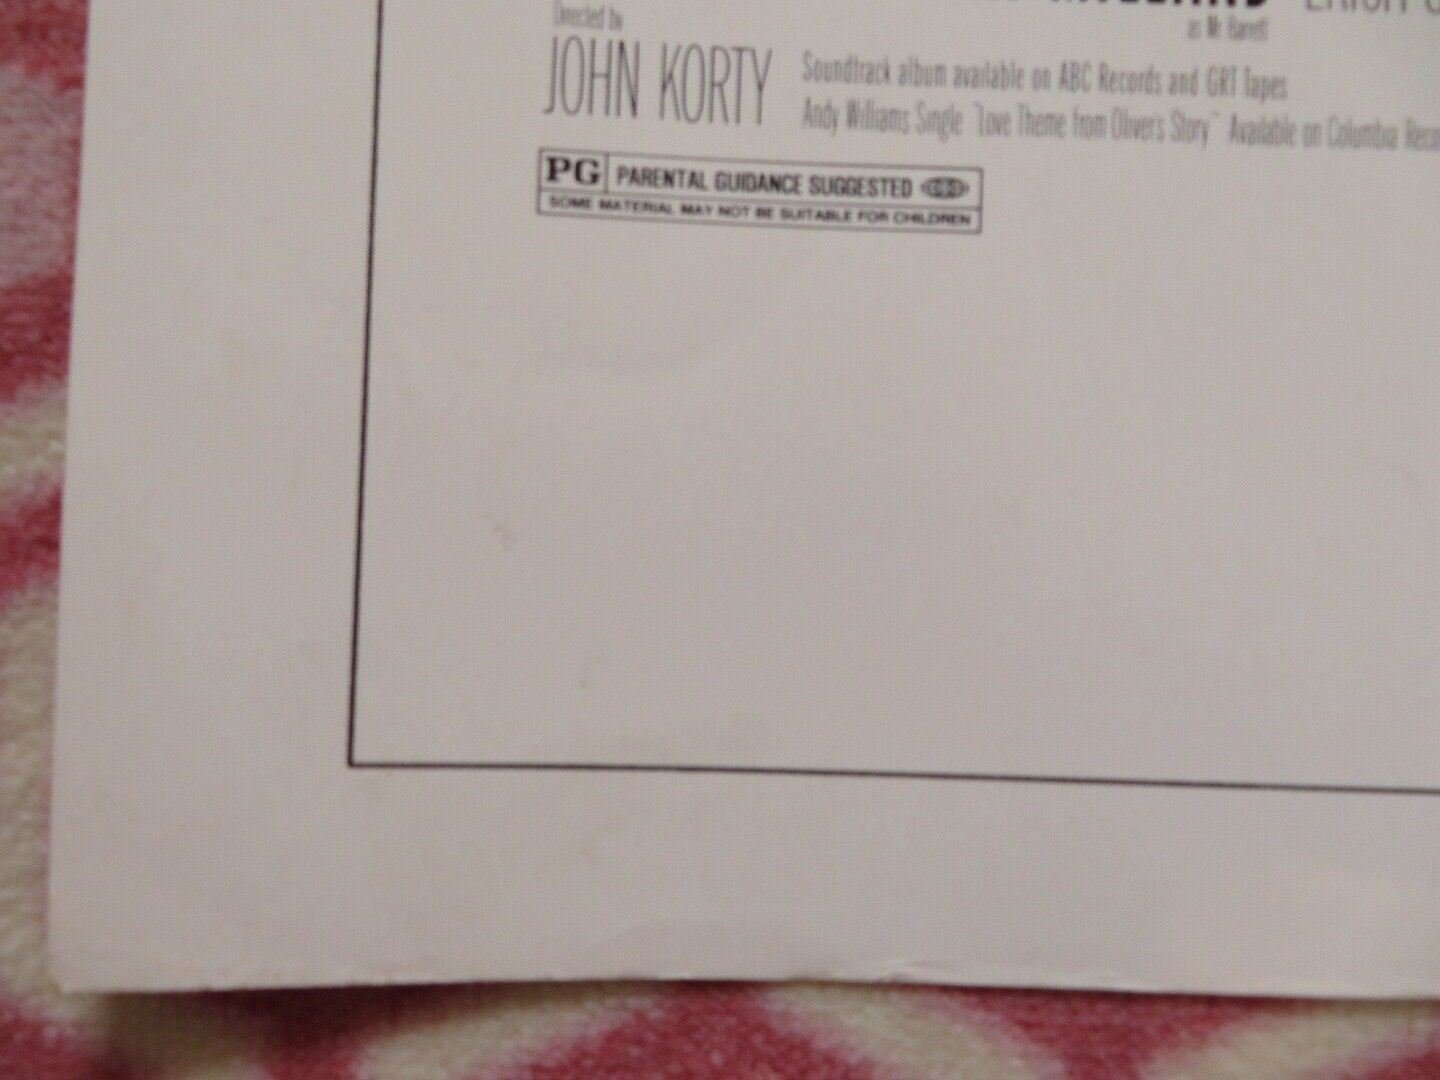 Directed by
as Mr. Barrett
JOHN KORTY
Soundtrack album available on ABC Records and GRT Tapes
Andy Williams Single "Love Theme from Oliver's Story" Available on Columbia
PG PARENTAL GUIDANCE SUGGESTED
SOME MATERIAL MAY NOT BE SUITABLE FOR CHILDREN